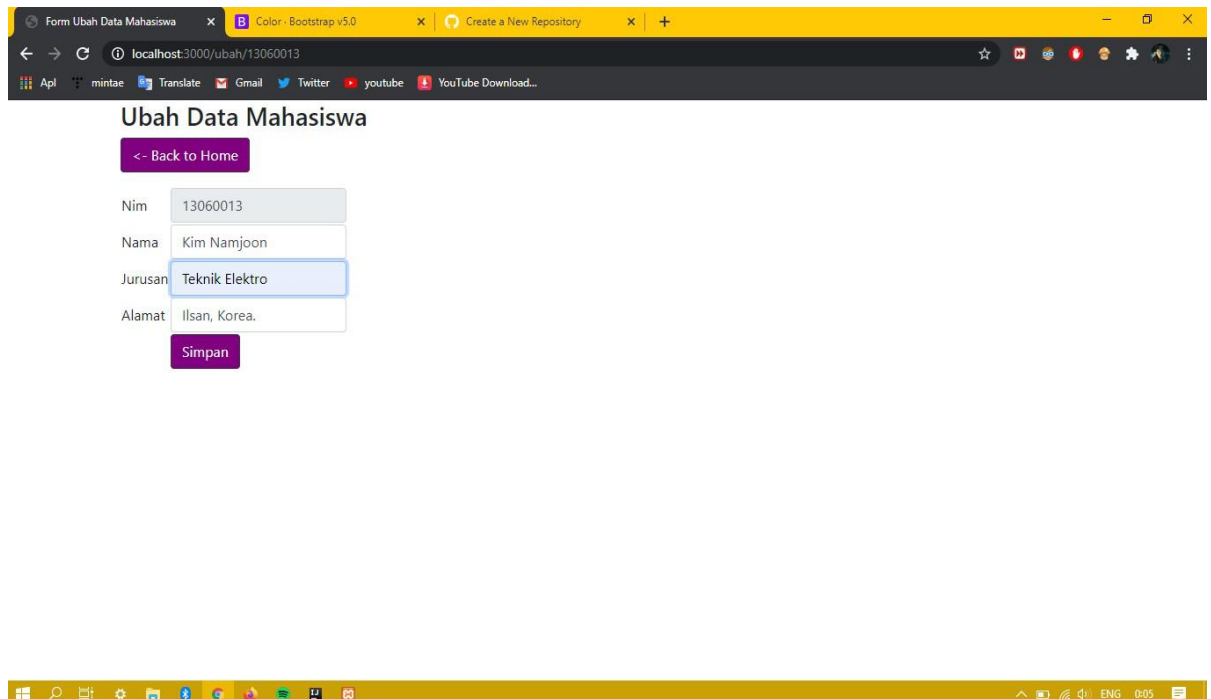 Form Ubah Data Mahasiswa
Color · Bootstrap v5.0
Create a New Repository
localhost:3000/ubah/13060013
Apl mintae Translate Gmail Twitter youtube YouTube Download...
Ubah Data Mahasiswa
<- Back to Home
Nim 13060013
Nama Kim Namjoon
Jurusan Teknik Elektro
Alamat Ilsan, Korea.
Simpan
ENG 0:05